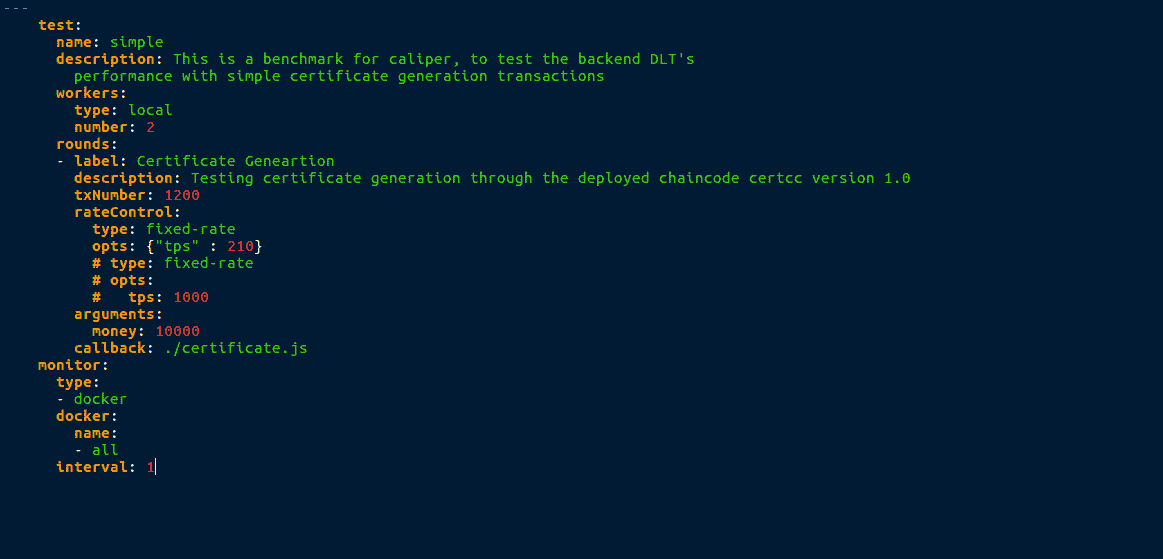 ---
test:
name: simple
description: This is a benchmark for caliper, to test the backend DLT's
performance with simple certificate generation transactions
workers:
type: local
number: 2
rounds:
- label: Certificate Geneartion
description: Testing certificate generation through the deployed chaincode certcc version 1.0
txNumber: 1200
rateControl:
type: fixed-rate
opts: {"tps" : 210}
# type: fixed-rate
# opts:
#   tps: 1000
arguments:
money: 10000
callback: ./certificate.js
monitor:
type:
- docker
docker:
name:
- all
interval: 1